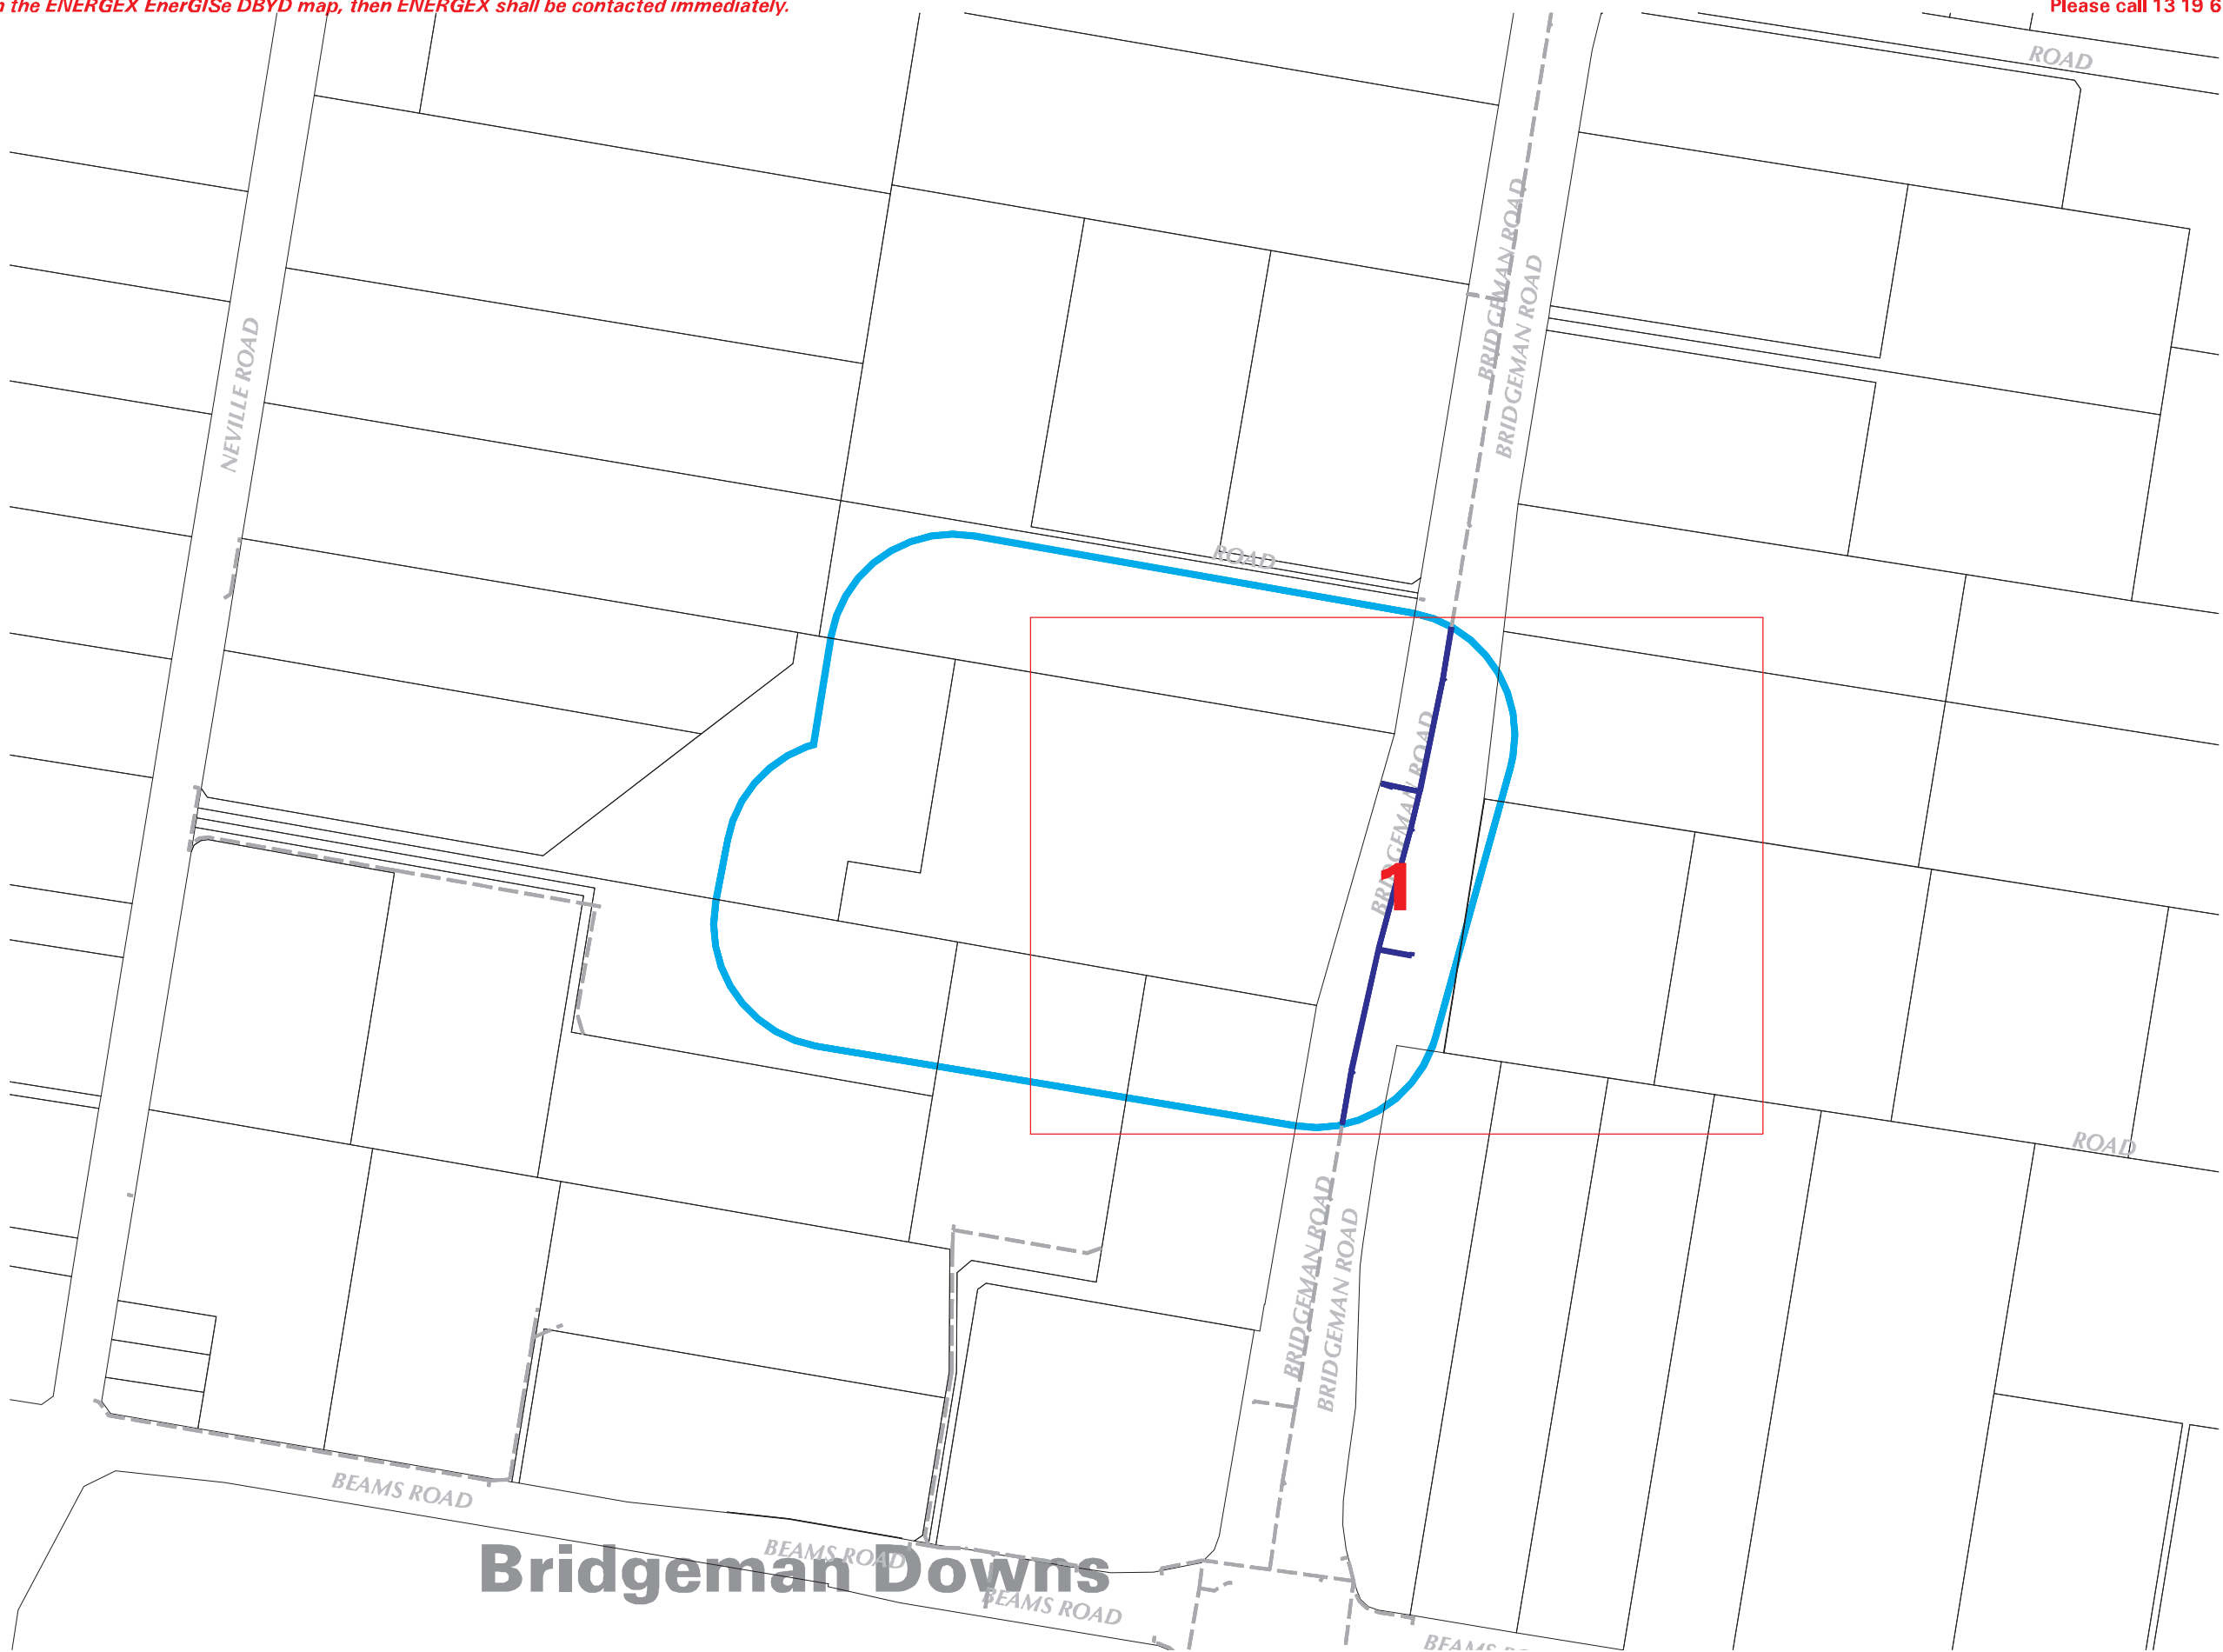 the ENERGEX EnerGISe DBYD map, then ENERGEX shall be contacted immediately.
Please call 13 19 6
ROAD
BRIDGEMAN ROAD
BRIDGEMAN ROAD
NEVILLE ROAD
ROAD
BRIDGEMAN ROAD
1
ROAD
BRIDGEMAN ROAD
BRIDGEMAN ROAD
BEAMS ROAD
BEAMS ROAD
Bridgeman Downs
BEAMS ROAD
BEAMS